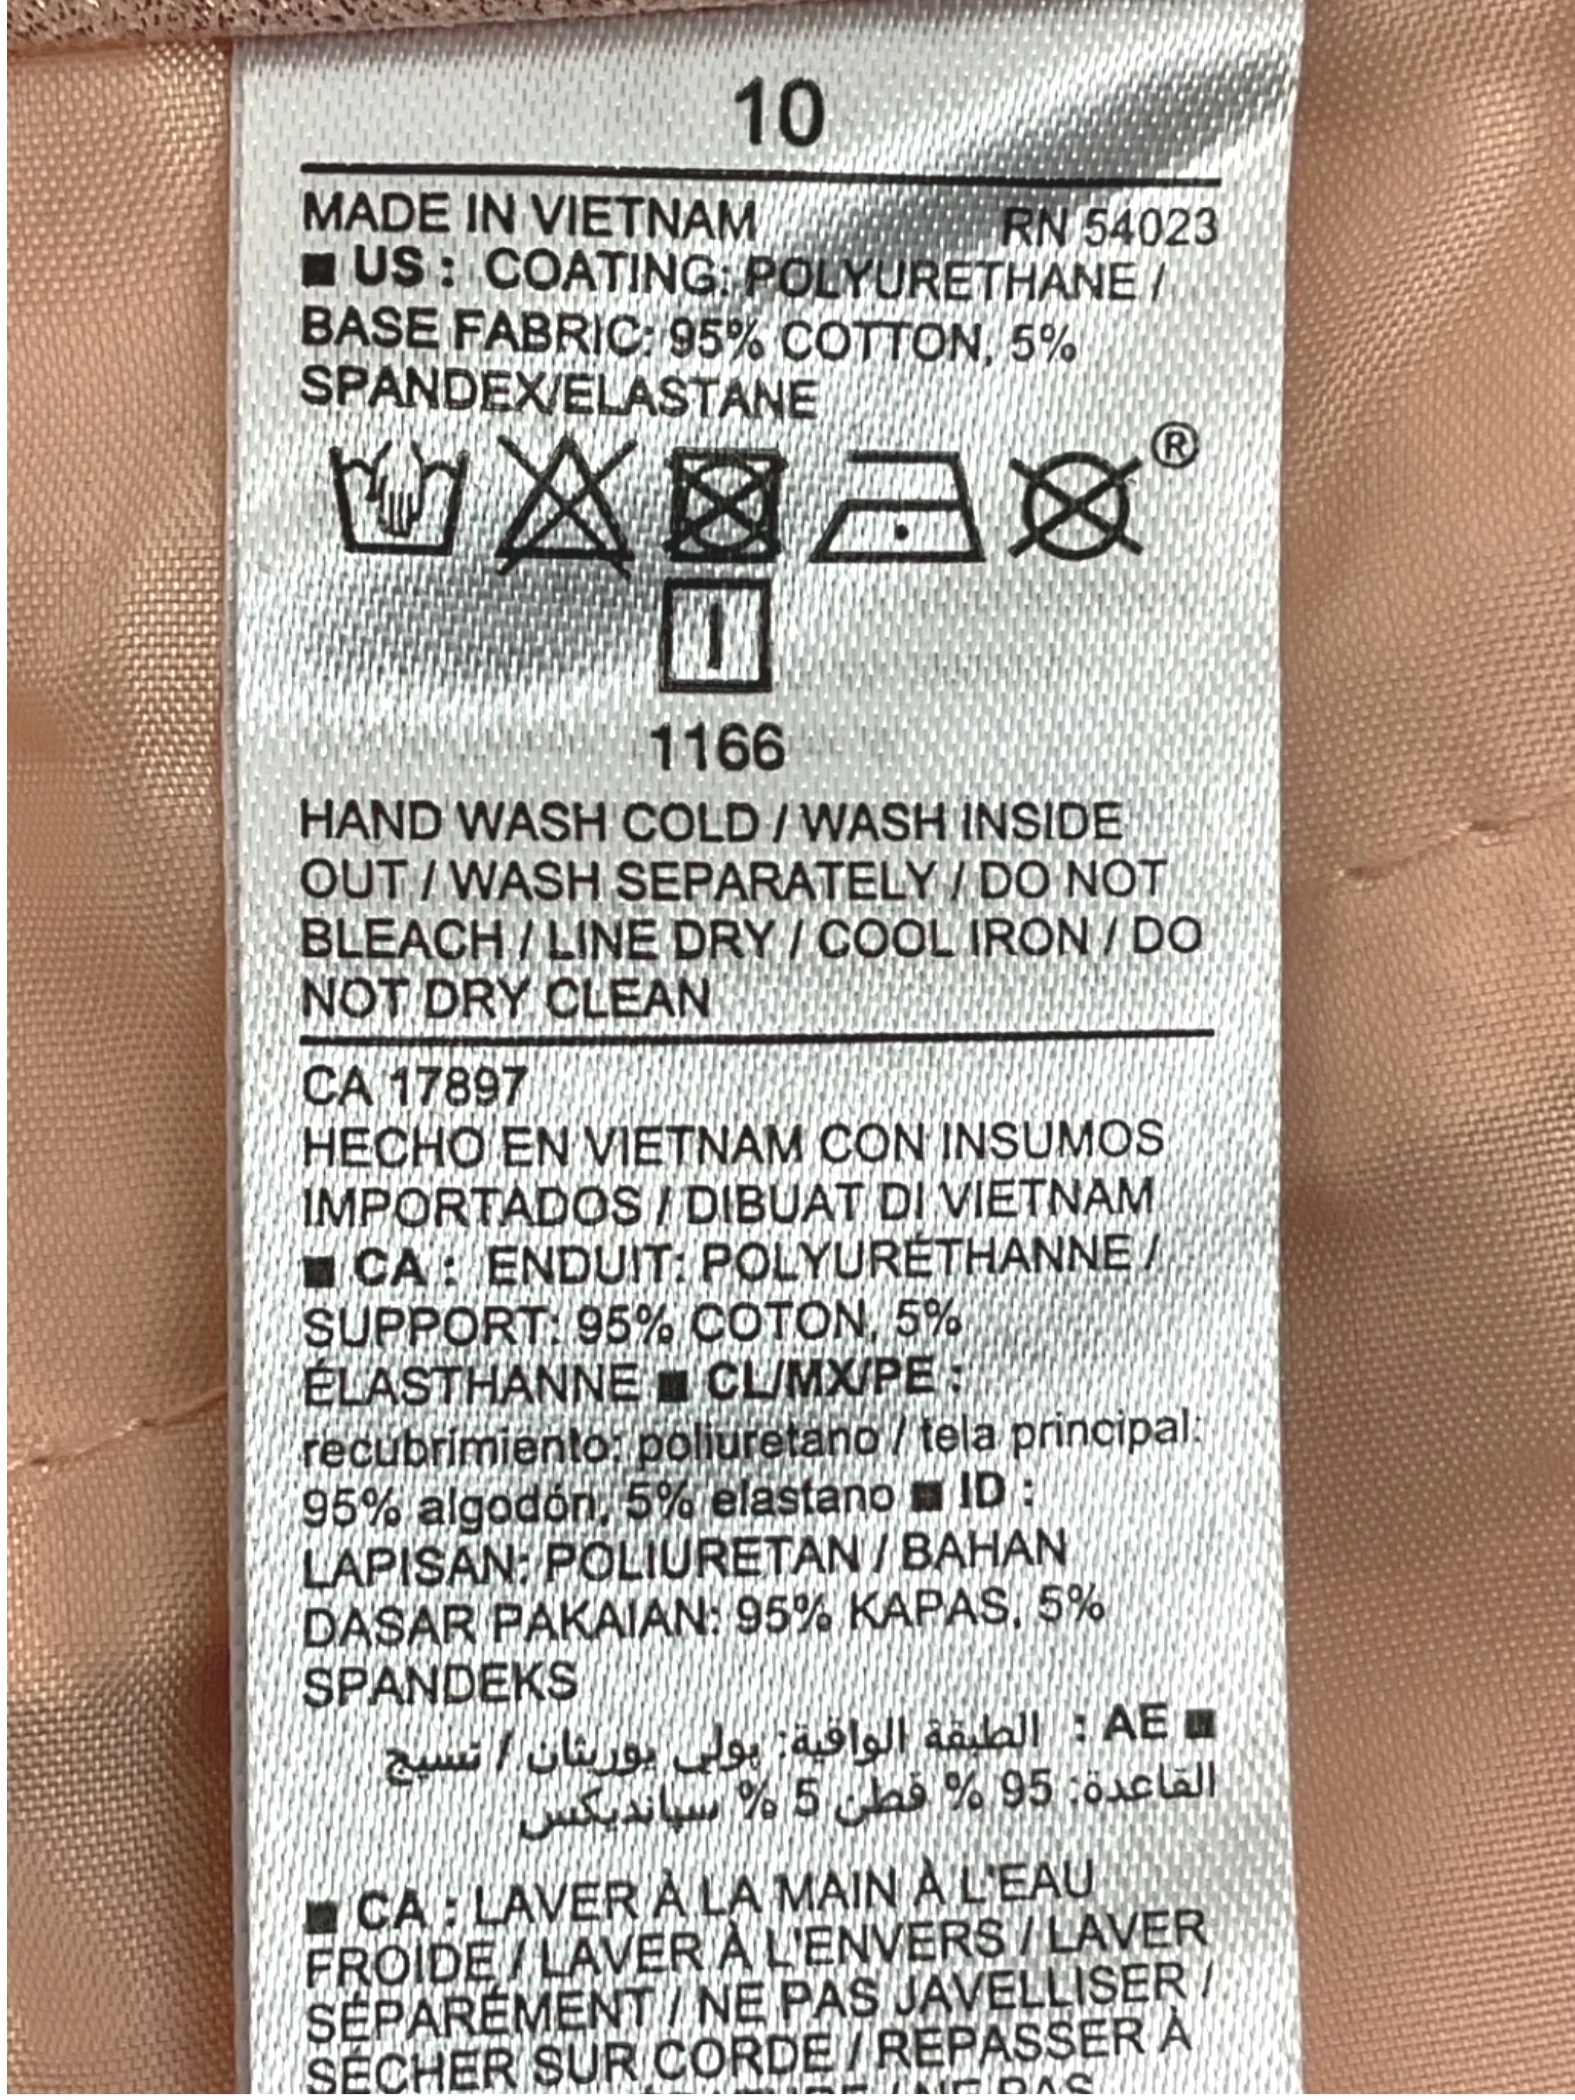 10
MADE IN VIETNAM RN 54023
■ US : COATING: POLYURETHANE /
BASE FABRIC: 95% COTTON, 5%
SPANDEX/ELASTANE
®
1166
HAND WASH COLD / WASH INSIDE
OUT / WASH SEPARATELY / DO NOT
BLEACH / LINE DRY / COOL IRON / DO
NOT DRY CLEAN
CA 17897
HECHO EN VIETNAM CON INSUMOS
IMPORTADOS / DIBUAT DI VIETNAM
■ CA : ENDUIT: POLYURÉTHANNE /
SUPPORT: 95% COTON, 5%
ÉLASTHANNE ■ CL/MX/PE :
recubrimiento: poliuretano / tela principal:
95% algodón, 5% elastano ■ ID :
LAPISAN: POLIURETAN / BAHAN
DASAR PAKAIAN: 95% KAPAS, 5%
SPANDEKS
■ AE : الطبقة الواقية: بولي يوريثان / نسيج
القاعدة: 95 % قطن 5 % سباندیكس
■ CA : LAVER À LA MAIN À L'EAU
FROIDE / LAVER À L'ENVERS / LAVER
SÉPARÉMENT / NE PAS JAVELLISER /
SÉCHER SUR CORDE / REPASSER À
/ NE PAS